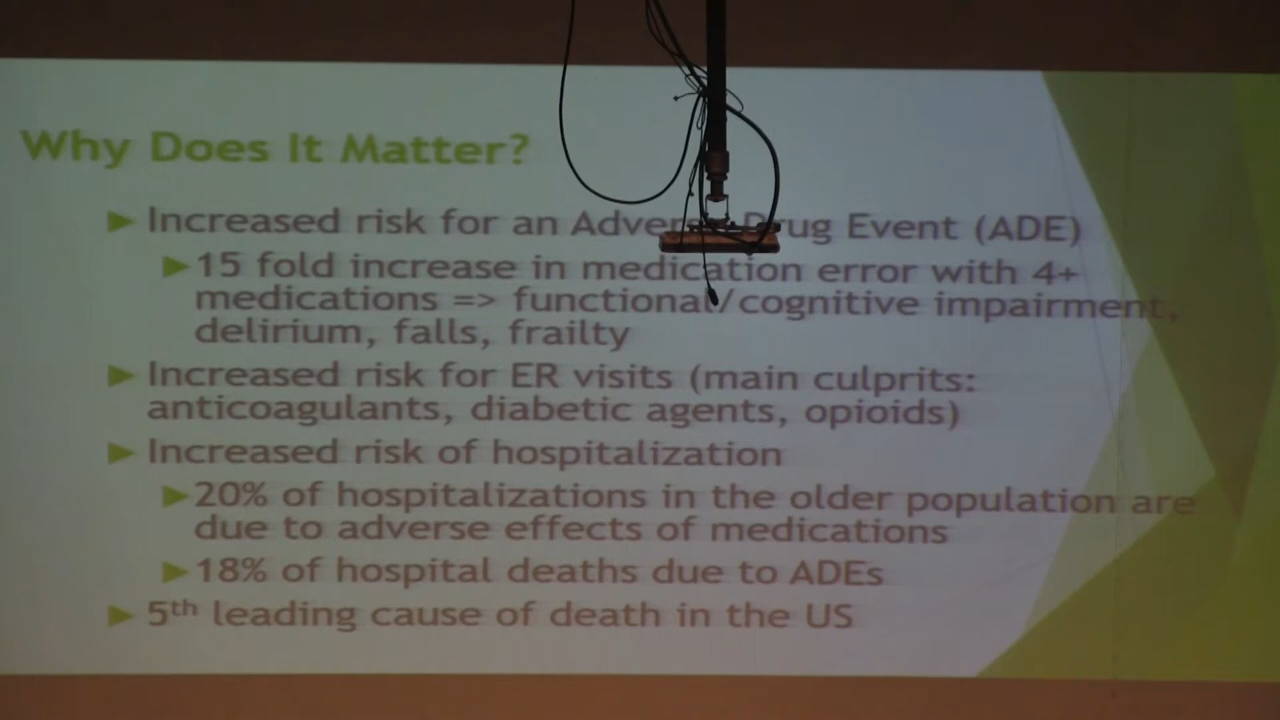 Why Does It Matter?
Increased risk for an Adverse Drug Event (ADE)
15 fold increase in medication error with 4+
medications => functional/cognitive impairment,
delirium, falls, frailty
Increased risk for ER visits (main culprits:
anticoagulants, diabetic agents, opioids)
Increased risk of hospitalization
20% of hospitalizations in the older population are
due to adverse effects of medications
18% of hospital deaths due to ADEs
5th leading cause of death in the US